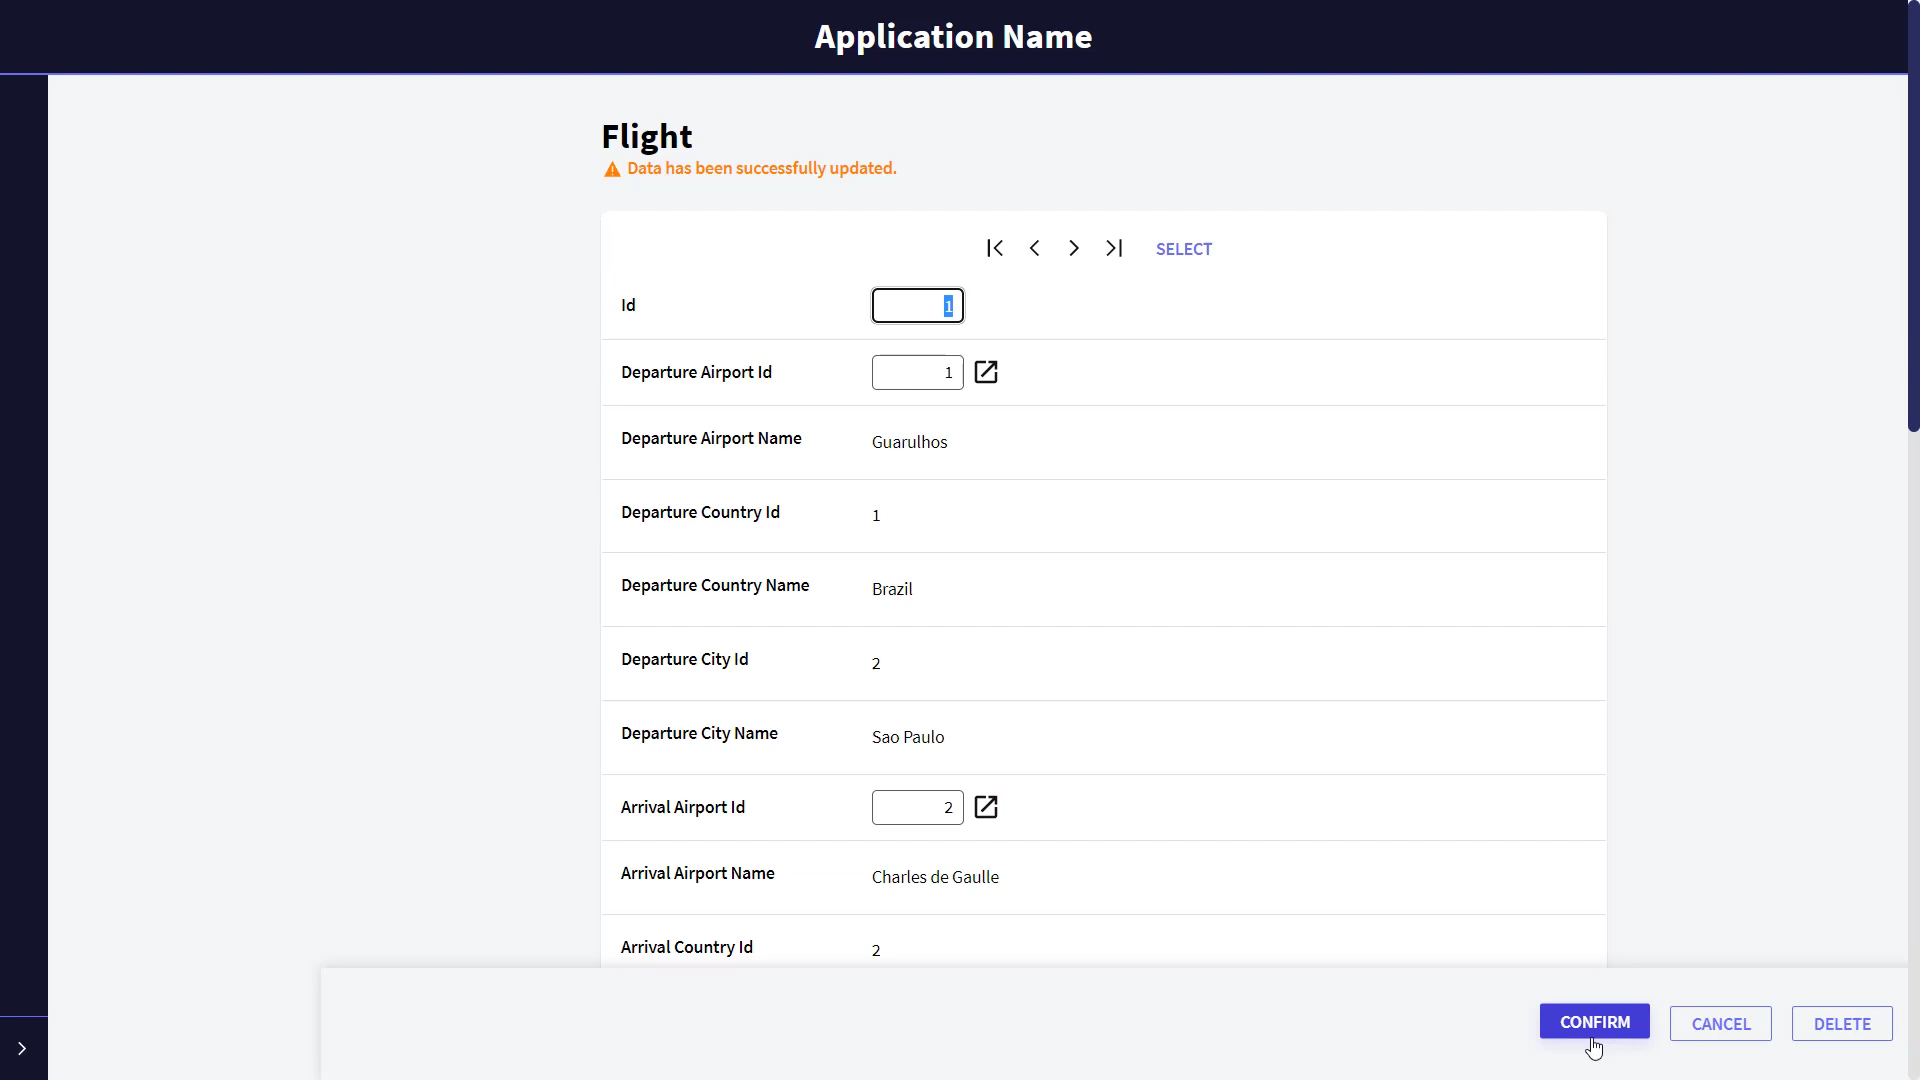 Application Name
Flight
Data has been successfully updated.
SELECT
Id 1
Departure Airport Id 1
Departure Airport Name Guarulhos
Departure Country Id 1
Departure Country Name Brazil
Departure City Id 2
Departure City Name Sao Paulo
Arrival Airport Id 2
Arrival Airport Name Charles de Gaulle
Arrival Country Id 2
CONFIRM CANCEL DELETE